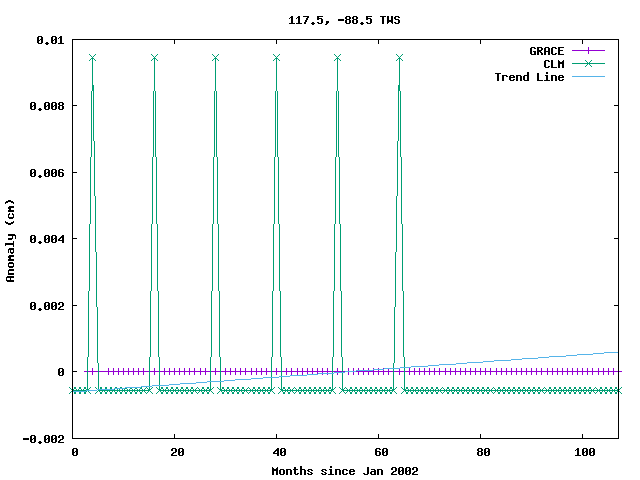 117.5, -88.5 TWS
GRACE
CLM
Trend Line
0.01
0.008
0.006
0.004
0.002
0
-0.002
Anomaly (cm)
0 20 40 60 80 100
Months since Jan 2002